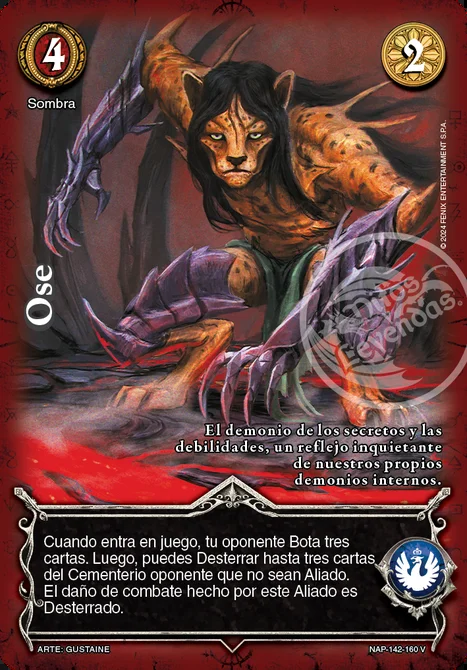 4
2
Sombra
© 2024 FENIX ENTERTAINMENT S.P.A.
Ose
Mitos
Leyendas
El demonio de los secretos y las
debilidades, un reflejo inquietante
de nuestros propios
demonios internos.
Cuando entra en juego, tu oponente Bota tres
cartas. Luego, puedes Desterrar hasta tres cartas
del Cementerio oponente que no sean Aliado.
El daño de combate hecho por este Aliado es
Desterrado.
ARTE: GUSTAINE
NAP-142-160 V